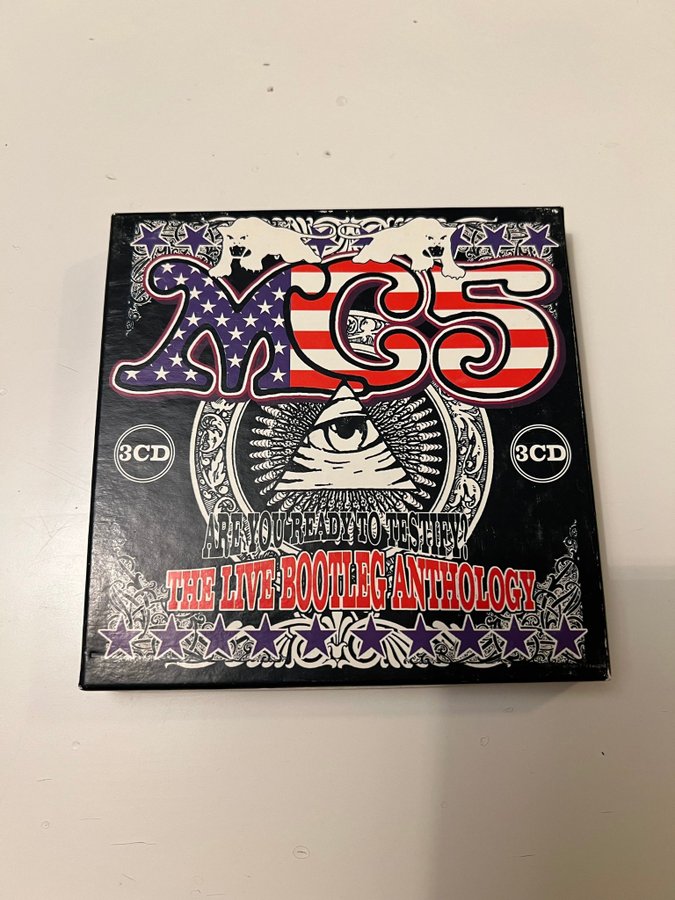 MC5
3CD
3CD
ARE YOU READY TO TESTIFY?
THE LIVE BOOTLEG ANTHOLOGY